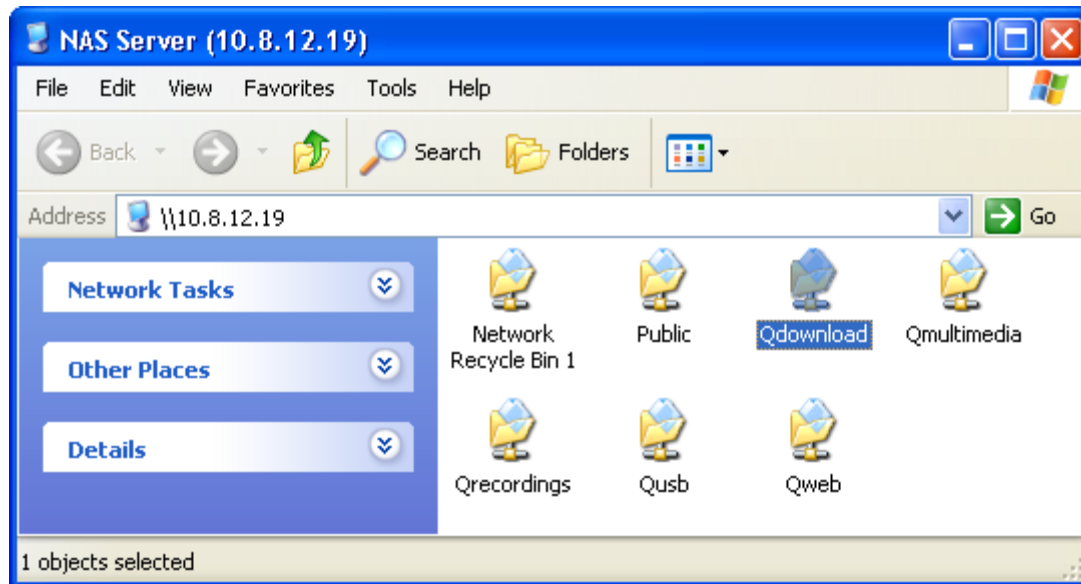 NAS Server (10.8.12.19)
File Edit View Favorites Tools Help
Back Search Folders
Address \\10.8.12.19 Go
Network Tasks
Other Places
Details
Network
Recycle Bin 1
Public
Qdownload
Qmultimedia
Qrecordings
Qusb
Qweb
1 objects selected